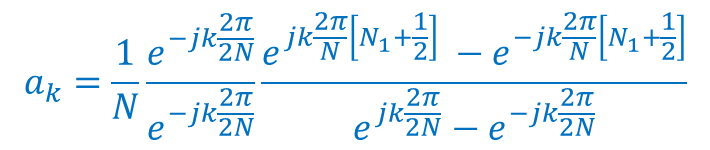 a_k = \frac{1}{N} \frac{e^{-jk\frac{2\pi}{2N}}}{e^{-jk\frac{2\pi}{2N}}} \frac{e^{jk\frac{2\pi}{N}\left[N_1+\frac{1}{2}\right]} - e^{-jk\frac{2\pi}{N}\left[N_1+\frac{1}{2}\right]}}{e^{jk\frac{2\pi}{2N}} - e^{-jk\frac{2\pi}{2N}}}